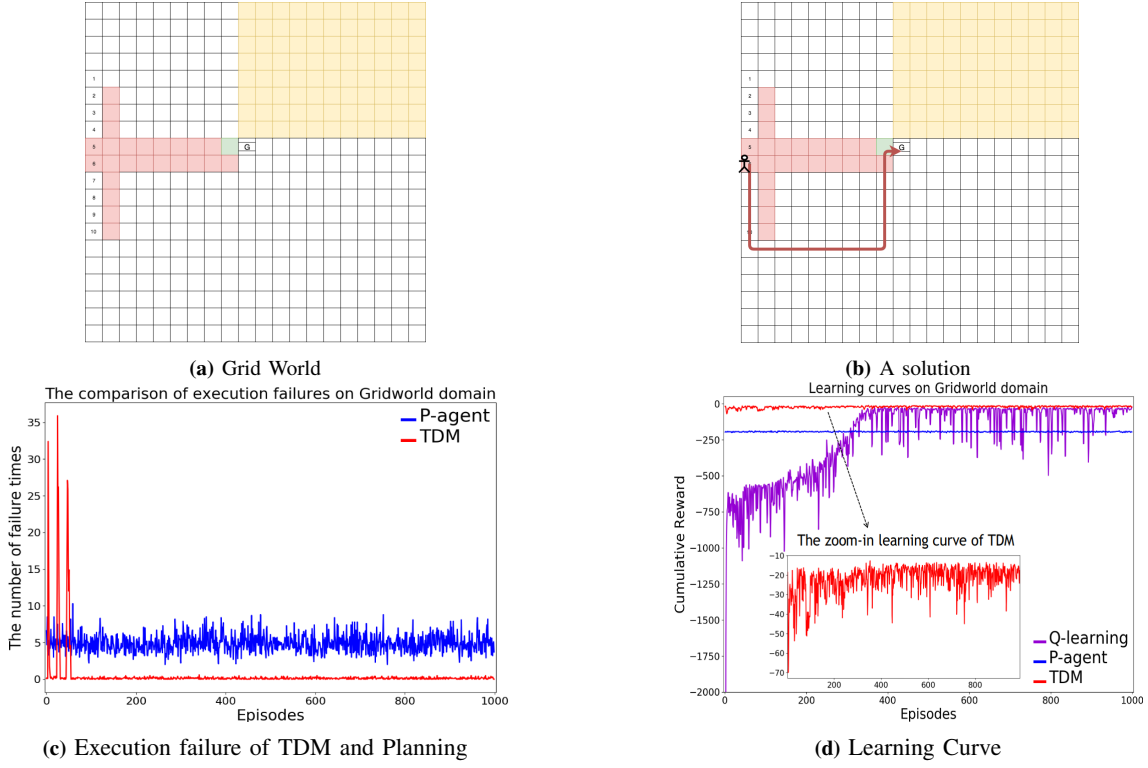 1
2
3
4
5
G
6
7
8
9
10
1
2
3
4
5
G
7
8
9
(a) Grid World
(b) A solution
The comparison of execution failures on Gridworld domain
P-agent
TDM
The number of failure times
35
30
25
20
15
10
5
0
0 200 400 600 800 1000
Episodes
(c) Execution failure of TDM and Planning
Learning curves on Gridworld domain
Cumulative Reward
0
−250
−500
−750
−1000
−1250
−1500
−1750
−2000
The zoom-in learning curve of TDM
−10
−20
−30
−40
−50
−60
−70
200 400 600 800
Q-learning
P-agent
TDM
0 200 400 600 800 1000
Episodes
(d) Learning Curve